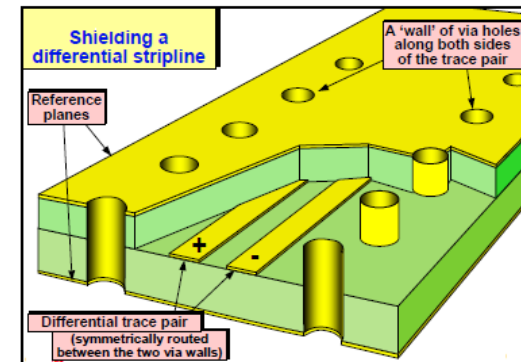 Shielding a
differential stripline
A 'wall' of via holes
along both sides
of the trace pair
Reference
planes
+
-
Differential trace pair
(symmetrically routed
between the two via walls)